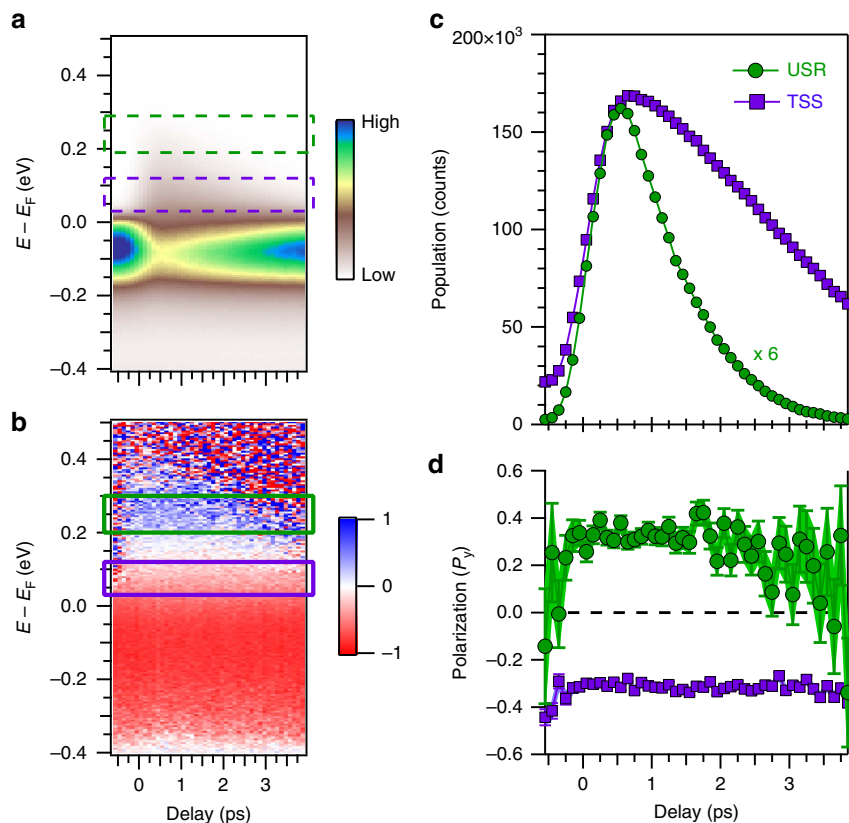 a
0.4
0.2
0.0
−0.2
−0.4
E − EF (eV)
High
Low
b
0.4
0.2
0.0
−0.2
−0.4
E − EF (eV)
0
1
2
3
Delay (ps)
1
0
−1
c
200×10³
150
100
50
0
Population (counts)
USR
TSS
x 6
d
0.6
0.4
0.2
0.0
−0.2
−0.4
−0.6
Polarization (Py)
0
1
2
3
Delay (ps)